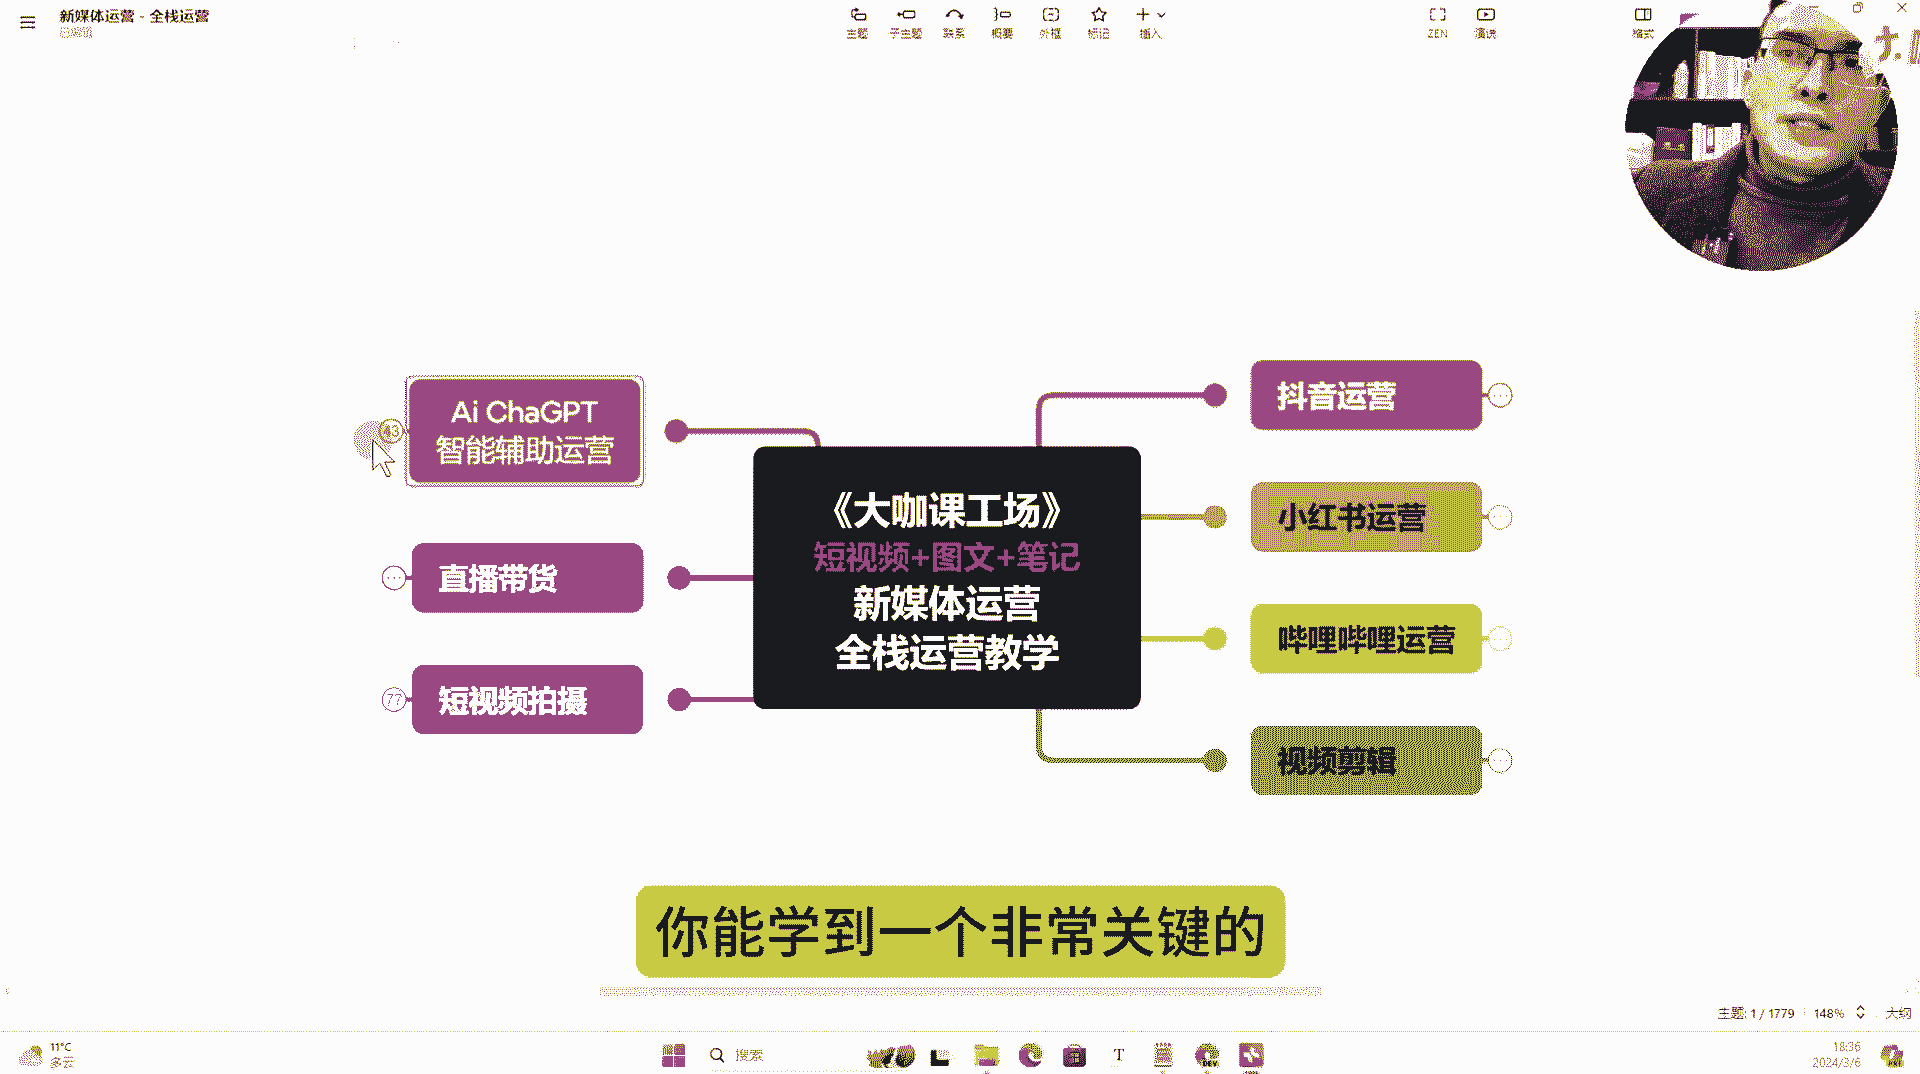 新媒体运营 - 全栈运营
已编辑
主题
子主题
联系
概要
外框
标记
插入
ZEN
演说
格式
Ai ChaGPT
智能辅助运营
43
直播带货
短视频拍摄
77
《大咖课工场》
短视频+图文+笔记
新媒体运营
全栈运营教学
抖音运营
小红书运营
哔哩哔哩运营
视频剪辑
你能学到一个非常关键的
主题: 1 / 1779
148%
大纲
11°C
多云
搜索
18:36
2024/3/6